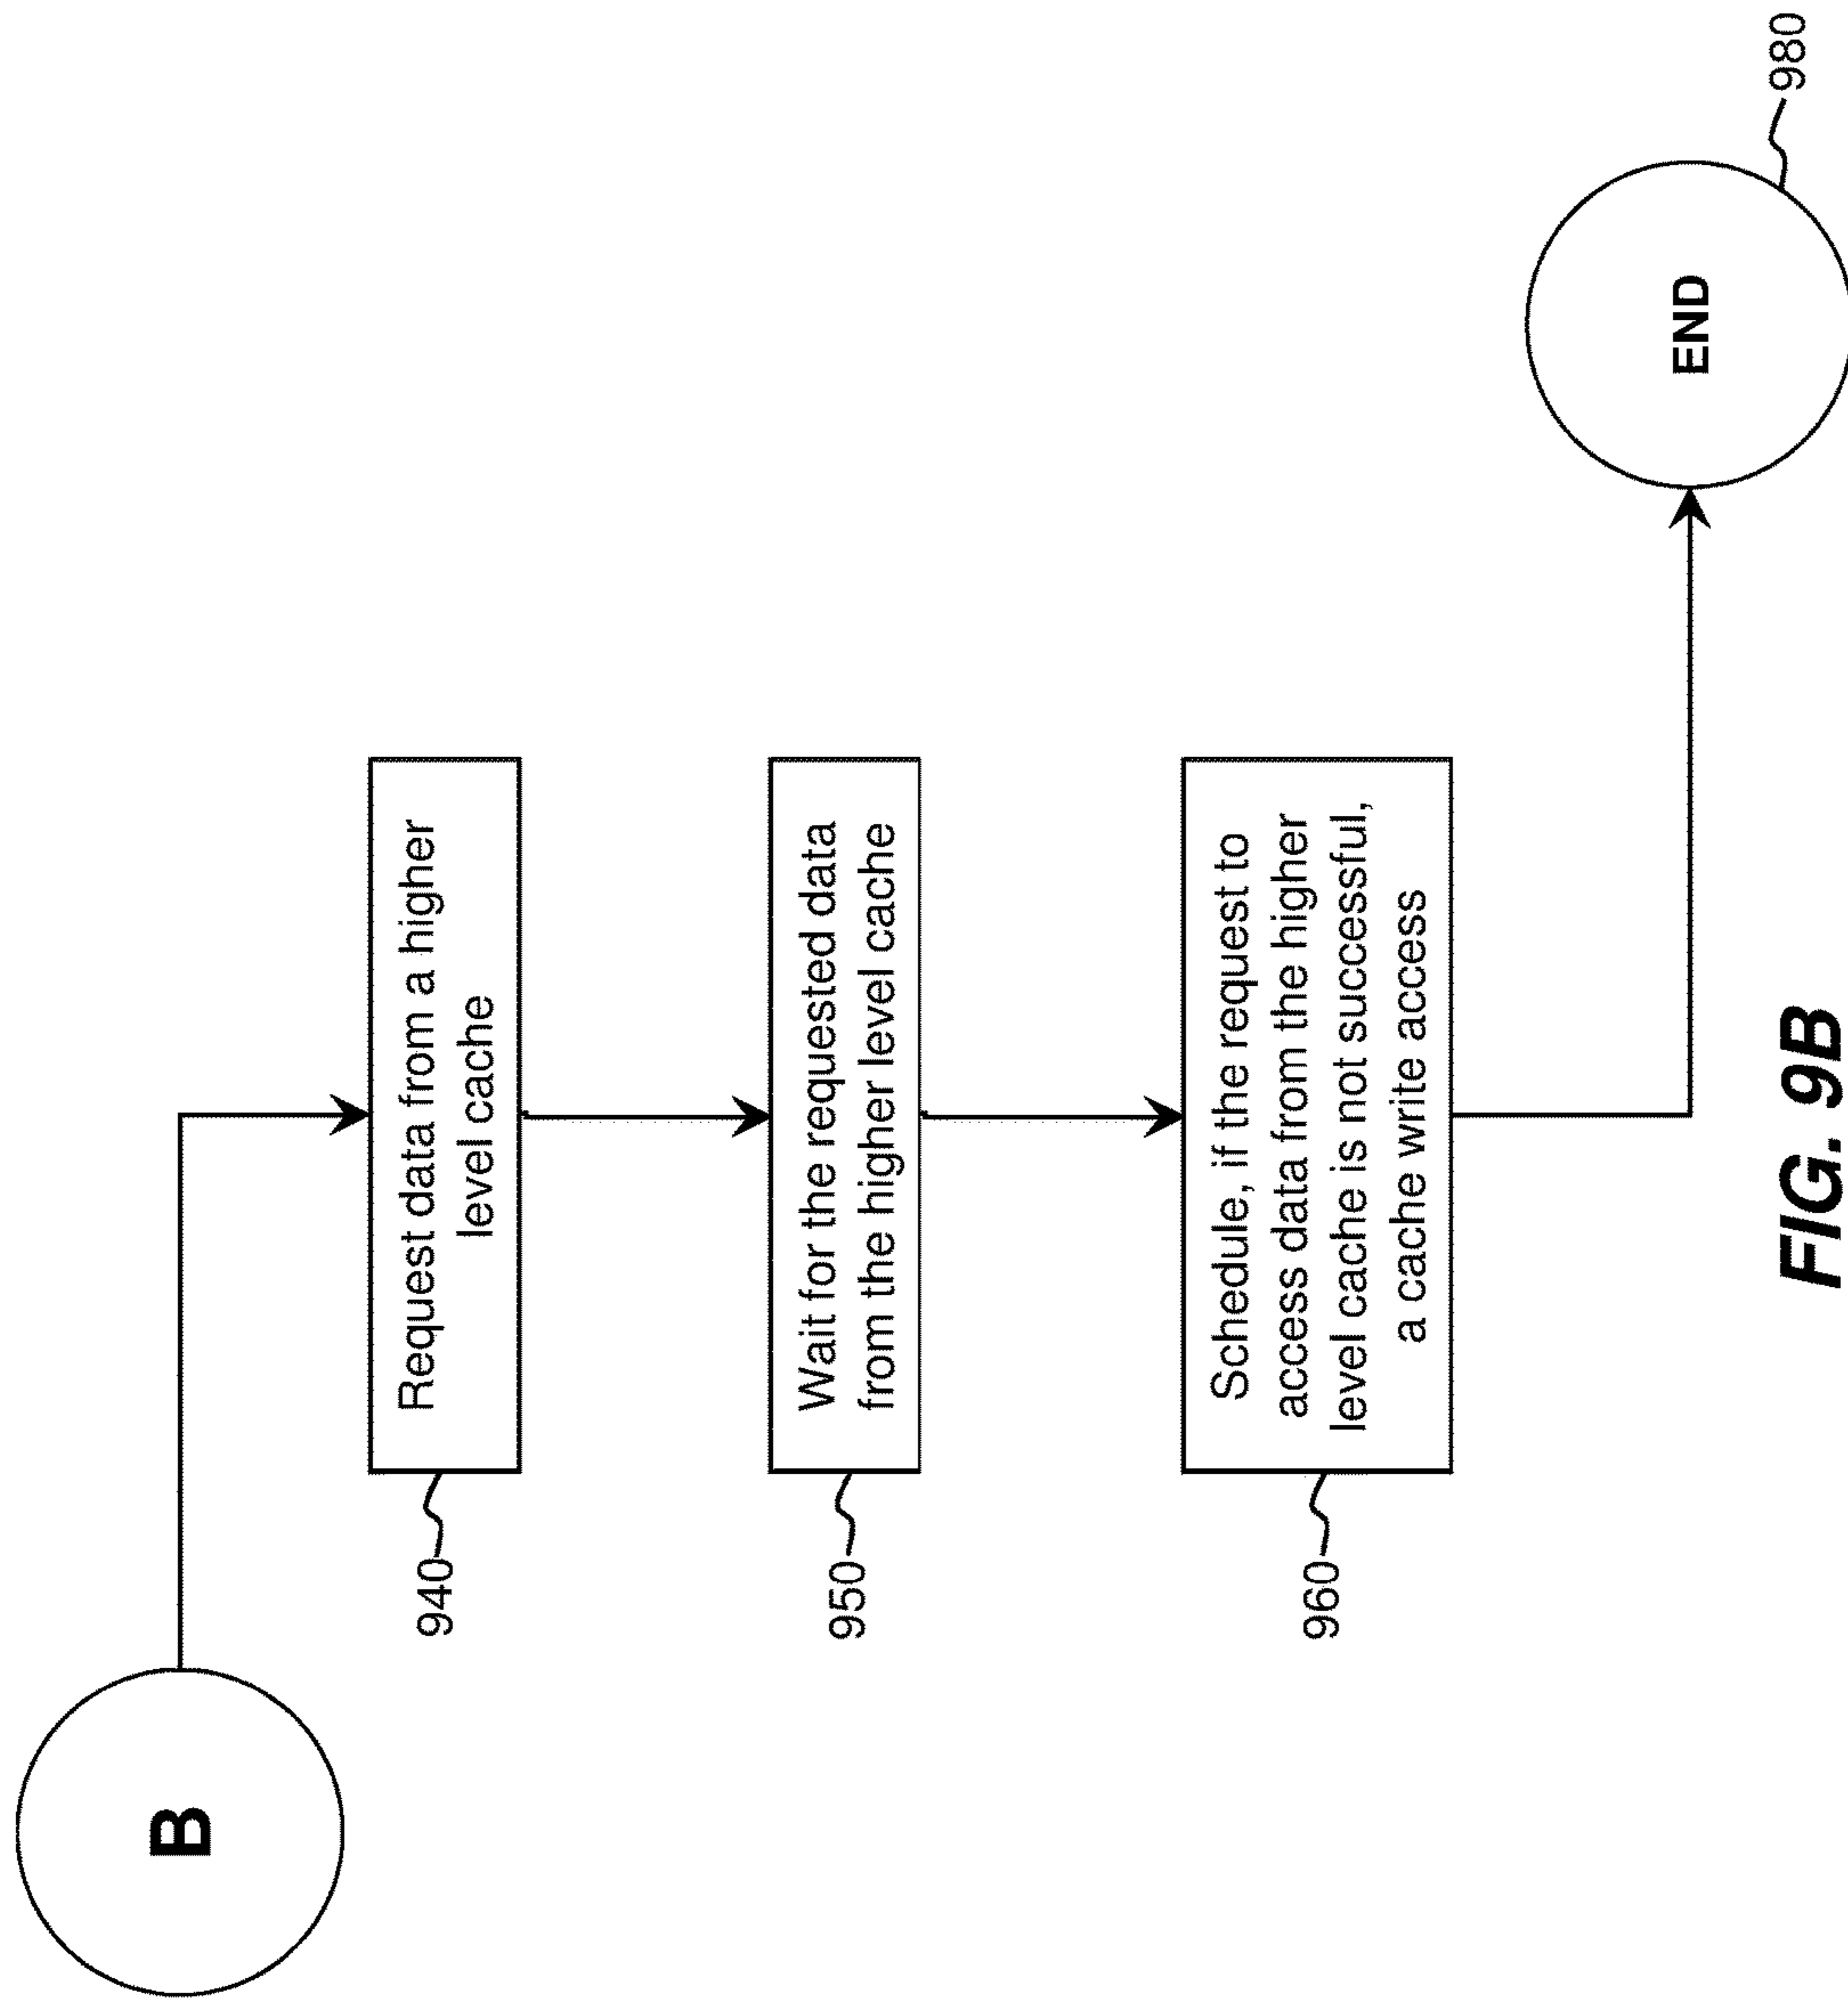 B
940
Request data from a higher
level cache
950
Wait for the requested data
from the higher level cache
960
Schedule, if the request to
access data from the higher
level cache is not successful,
a cache write access
END
980
FIG. 9B